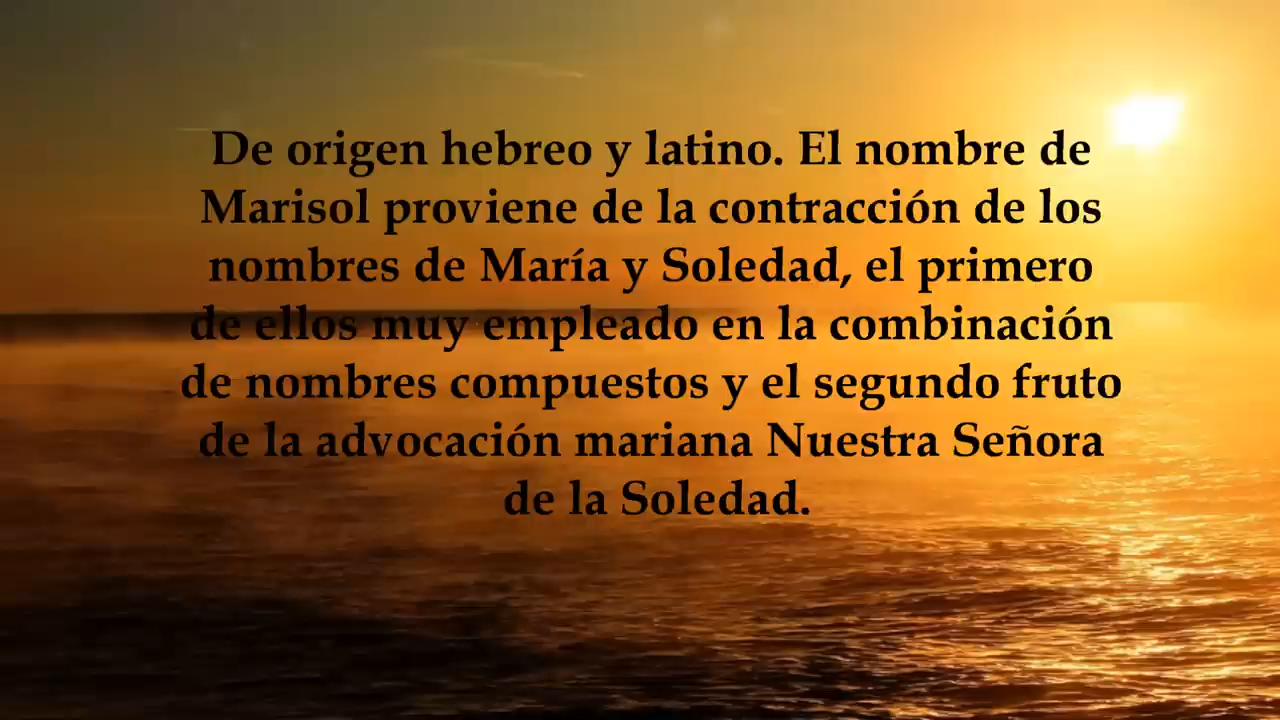 De origen hebreo y latino. El nombre de
Marisol proviene de la contracción de los
nombres de María y Soledad, el primero
de ellos muy empleado en la combinación
de nombres compuestos y el segundo fruto
de la advocación mariana Nuestra Señora
de la Soledad.